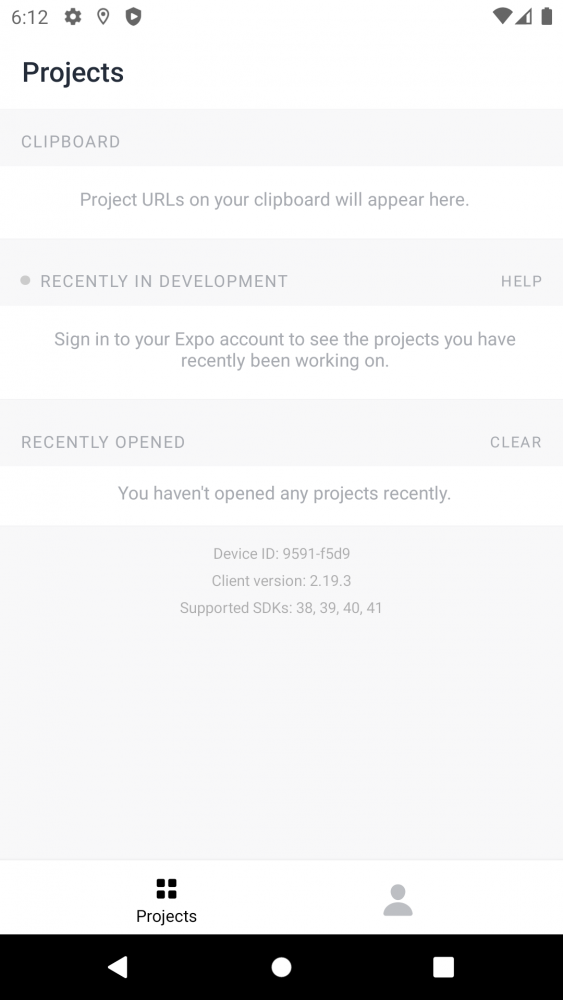 6:12
Projects
CLIPBOARD
Project URLs on your clipboard will appear here.
RECENTLY IN DEVELOPMENT
HELP
Sign in to your Expo account to see the projects you have
recently been working on.
RECENTLY OPENED
CLEAR
You haven't opened any projects recently.
Device ID: 9591-f5d9
Client version: 2.19.3
Supported SDKs: 38, 39, 40, 41
Projects